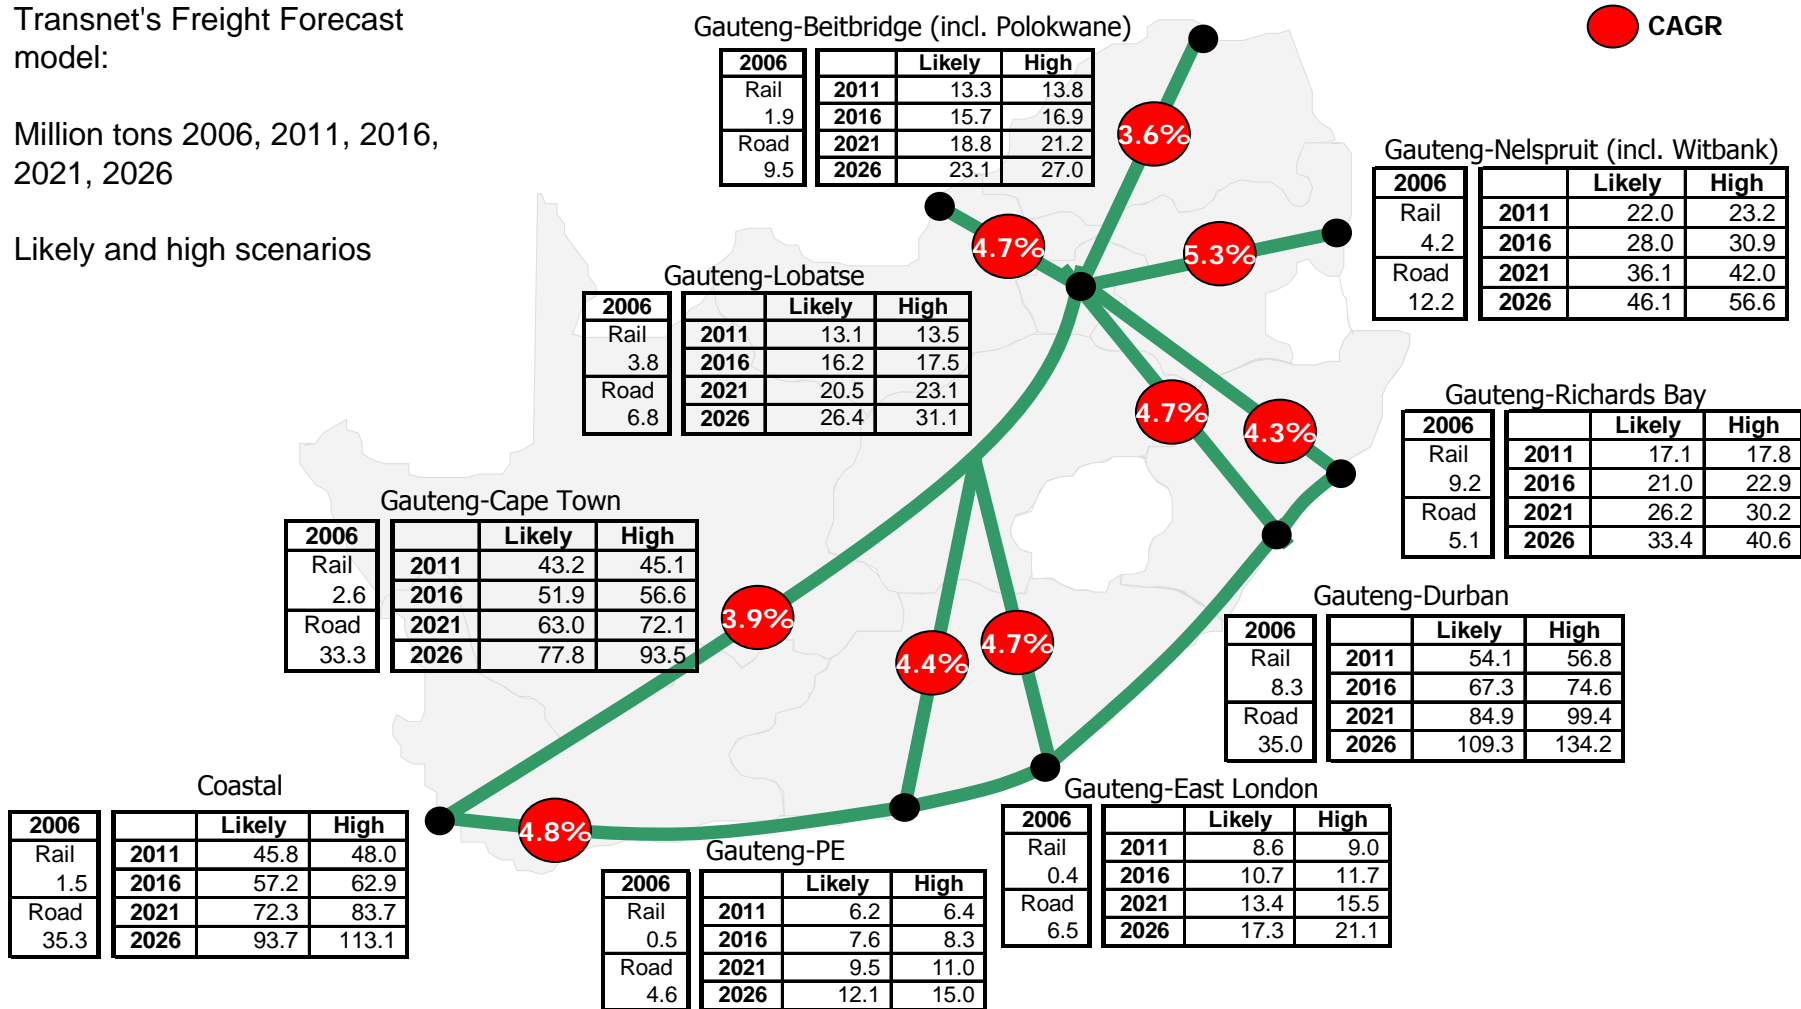 Transnet's Freight Forecast
model:
Million tons 2006, 2011, 2016,
2021, 2026
Likely and high scenarios
CAGR
Gauteng-Beitbridge (incl. Polokwane)
2006 Likely High
Rail 2011 13.3 13.8
1.9 2016 15.7 16.9
Road 2021 18.8 21.2
9.5 2026 23.1 27.0
3.6%
Gauteng-Nelspruit (incl. Witbank)
2006 Likely High
Rail 2011 22.0 23.2
4.2 2016 28.0 30.9
Road 2021 36.1 42.0
12.2 2026 46.1 56.6
4.7%
5.3%
Gauteng-Lobatse
2006 Likely High
Rail 2011 13.1 13.5
3.8 2016 16.2 17.5
Road 2021 20.5 23.1
6.8 2026 26.4 31.1
4.7%
4.3%
Gauteng-Richards Bay
2006 Likely High
Rail 2011 17.1 17.8
9.2 2016 21.0 22.9
Road 2021 26.2 30.2
5.1 2026 33.4 40.6
Gauteng-Cape Town
2006 Likely High
Rail 2011 43.2 45.1
2.6 2016 51.9 56.6
Road 2021 63.0 72.1
33.3 2026 77.8 93.5
3.9%
4.4%
4.7%
Gauteng-Durban
2006 Likely High
Rail 2011 54.1 56.8
8.3 2016 67.3 74.6
Road 2021 84.9 99.4
35.0 2026 109.3 134.2
Coastal
2006 Likely High
Rail 2011 45.8 48.0
1.5 2016 57.2 62.9
Road 2021 72.3 83.7
35.3 2026 93.7 113.1
4.8%
Gauteng-PE
2006 Likely High
Rail 2011 6.2 6.4
0.5 2016 7.6 8.3
Road 2021 9.5 11.0
4.6 2026 12.1 15.0
Gauteng-East London
2006 Likely High
Rail 2011 8.6 9.0
0.4 2016 10.7 11.7
Road 2021 13.4 15.5
6.5 2026 17.3 21.1